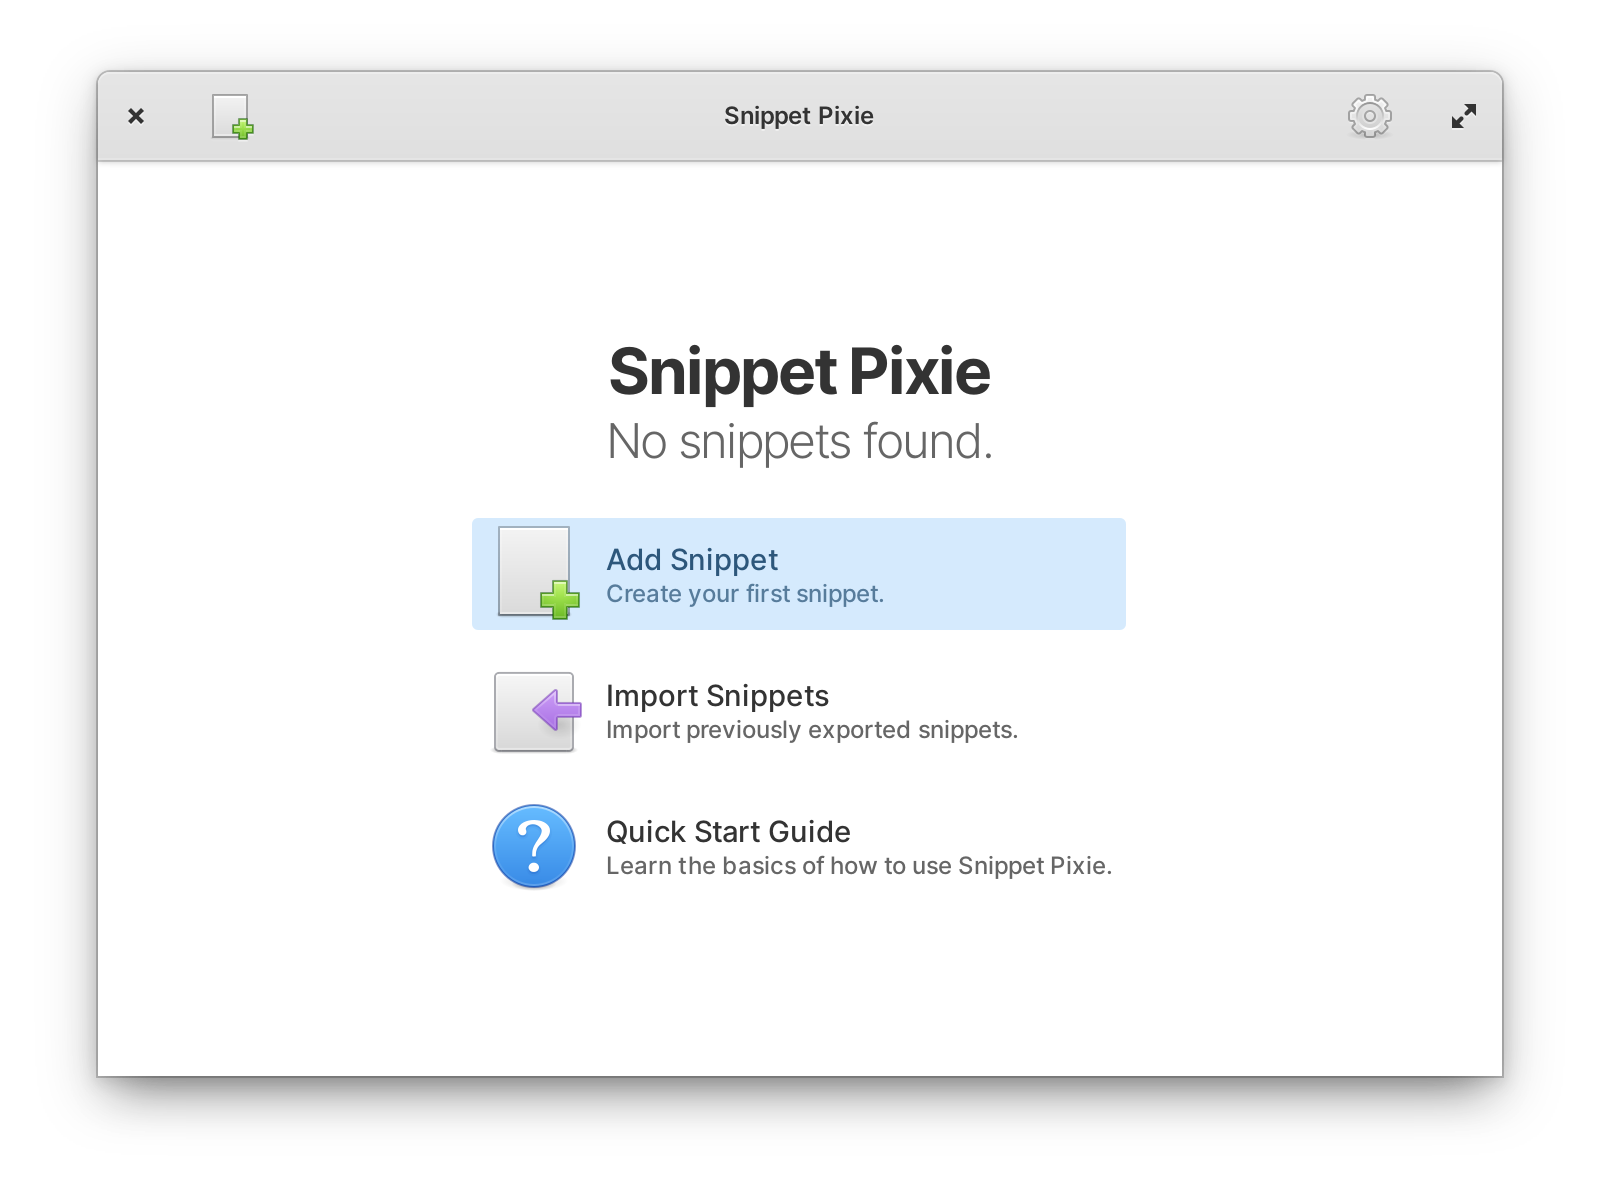 Snippet Pixie
Snippet Pixie
No snippets found.
Add Snippet
Create your first snippet.
Import Snippets
Import previously exported snippets.
?
Quick Start Guide
Learn the basics of how to use Snippet Pixie.